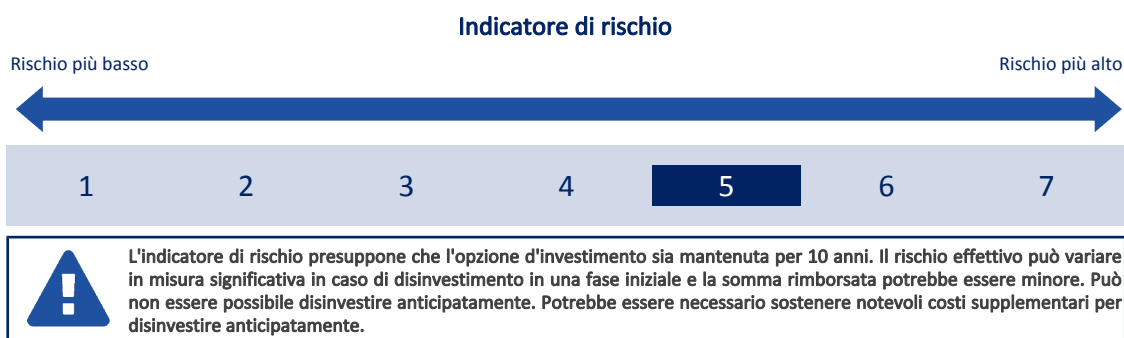 Indicatore di rischio
Rischio più basso
Rischio più alto
1 2 3 4 5 6 7
L'indicatore di rischio presuppone che l'opzione d'investimento sia mantenuta per 10 anni. Il rischio effettivo può variare
in misura significativa in caso di disinvestimento in una fase iniziale e la somma rimborsata potrebbe essere minore. Può
non essere possibile disinvestire anticipatamente. Potrebbe essere necessario sostenere notevoli costi supplementari per
disinvestire anticipatamente.